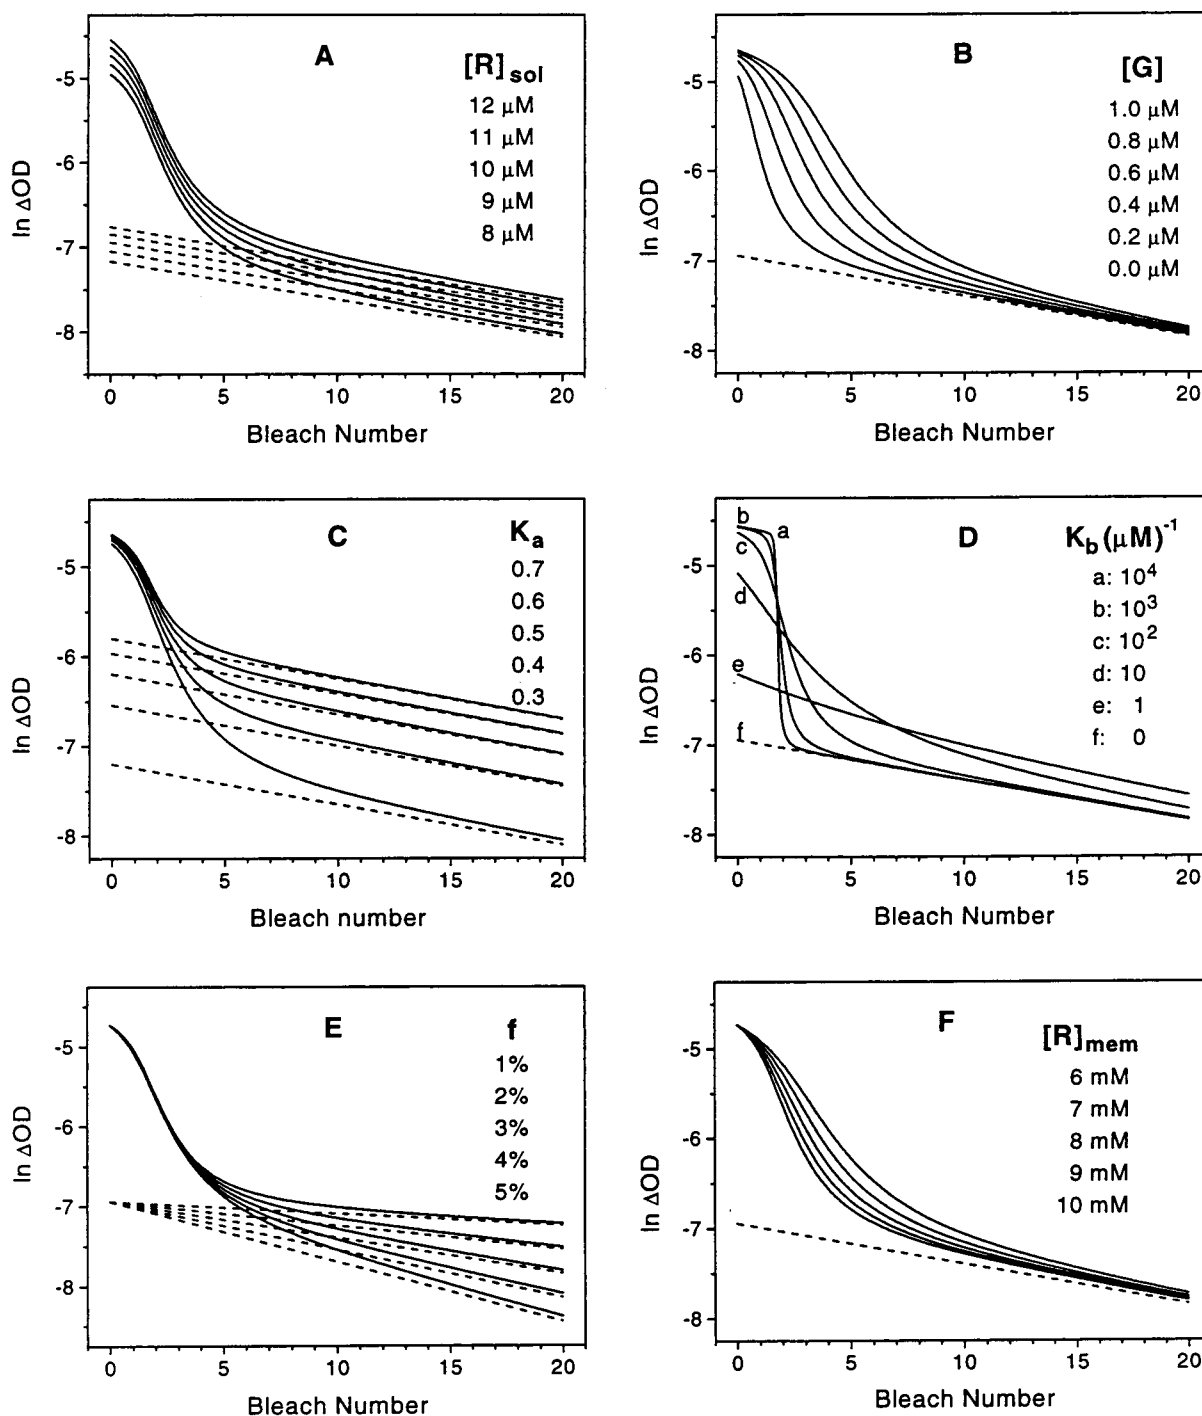 A
[R]sol
12 µM
11 µM
10 µM
9 µM
8 µM
-5
-6
-7
-8
ln ΔOD
0 5 10 15 20
Bleach Number
B
[G]
1.0 µM
0.8 µM
0.6 µM
0.4 µM
0.2 µM
0.0 µM
-5
-6
-7
-8
ln ΔOD
0 5 10 15 20
Bleach Number
C
Ka
0.7
0.6
0.5
0.4
0.3
-5
-6
-7
-8
ln ΔOD
0 5 10 15 20
Bleach number
D
Kb(µM)⁻¹
a: 10⁴
b: 10³
c: 10²
d: 10
e: 1
f: 0
b
a
c
d
e
f
-5
-6
-7
-8
ln ΔOD
0 5 10 15 20
Bleach Number
E
f
1%
2%
3%
4%
5%
-5
-6
-7
-8
ln ΔOD
0 5 10 15 20
Bleach Number
F
[R]mem
6 mM
7 mM
8 mM
9 mM
10 mM
-5
-6
-7
-8
ln ΔOD
0 5 10 15 20
Bleach Number